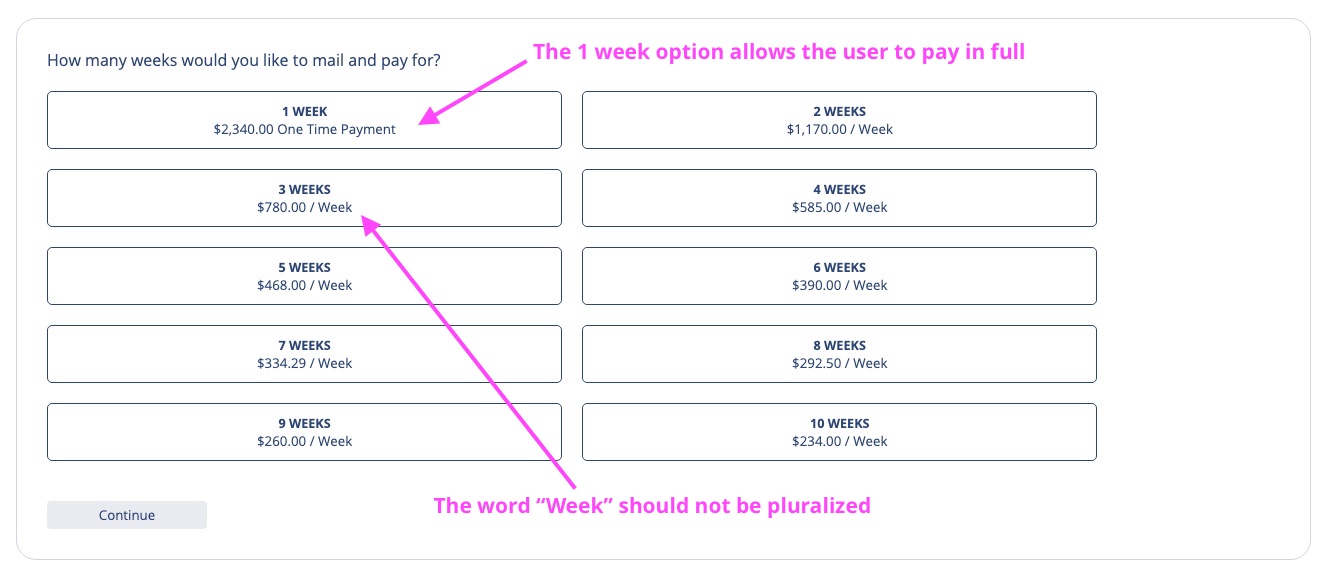 The 1 week option allows the user to pay in full
How many weeks would you like to mail and pay for?
1 WEEK
$2,340.00 One Time Payment
2 WEEKS
$1,170.00 / Week
3 WEEKS
$780.00 / Week
4 WEEKS
$585.00 / Week
5 WEEKS
$468.00 / Week
6 WEEKS
$390.00 / Week
7 WEEKS
$334.29 / Week
8 WEEKS
$292.50 / Week
9 WEEKS
$260.00 / Week
10 WEEKS
$234.00 / Week
The word “Week” should not be pluralized
Continue